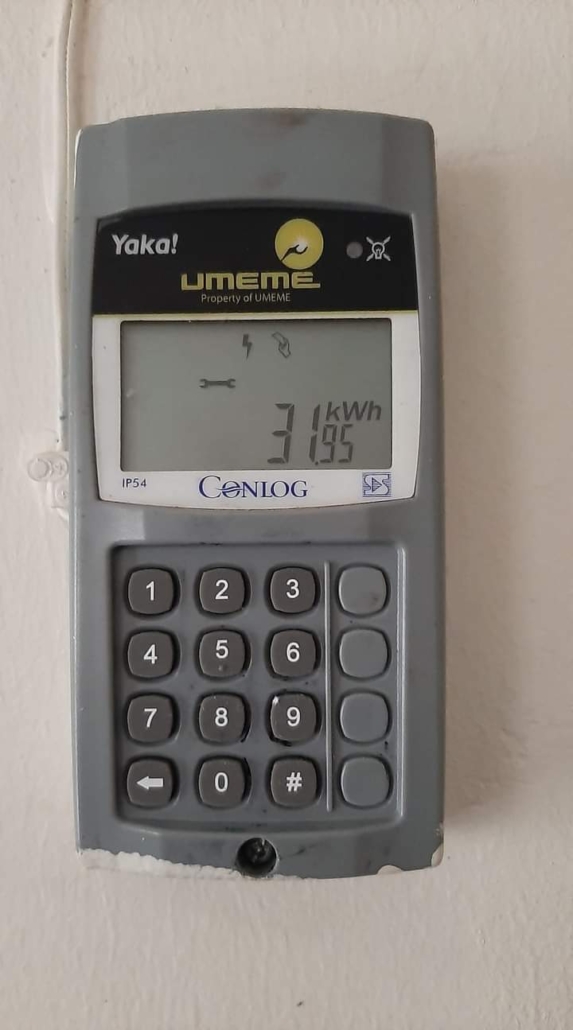 Yaka!
UMEME
Property of UMEME
kWh
31.95
IP54 CONLOG
1 2 3
4 5 6
7 8 9
0 #